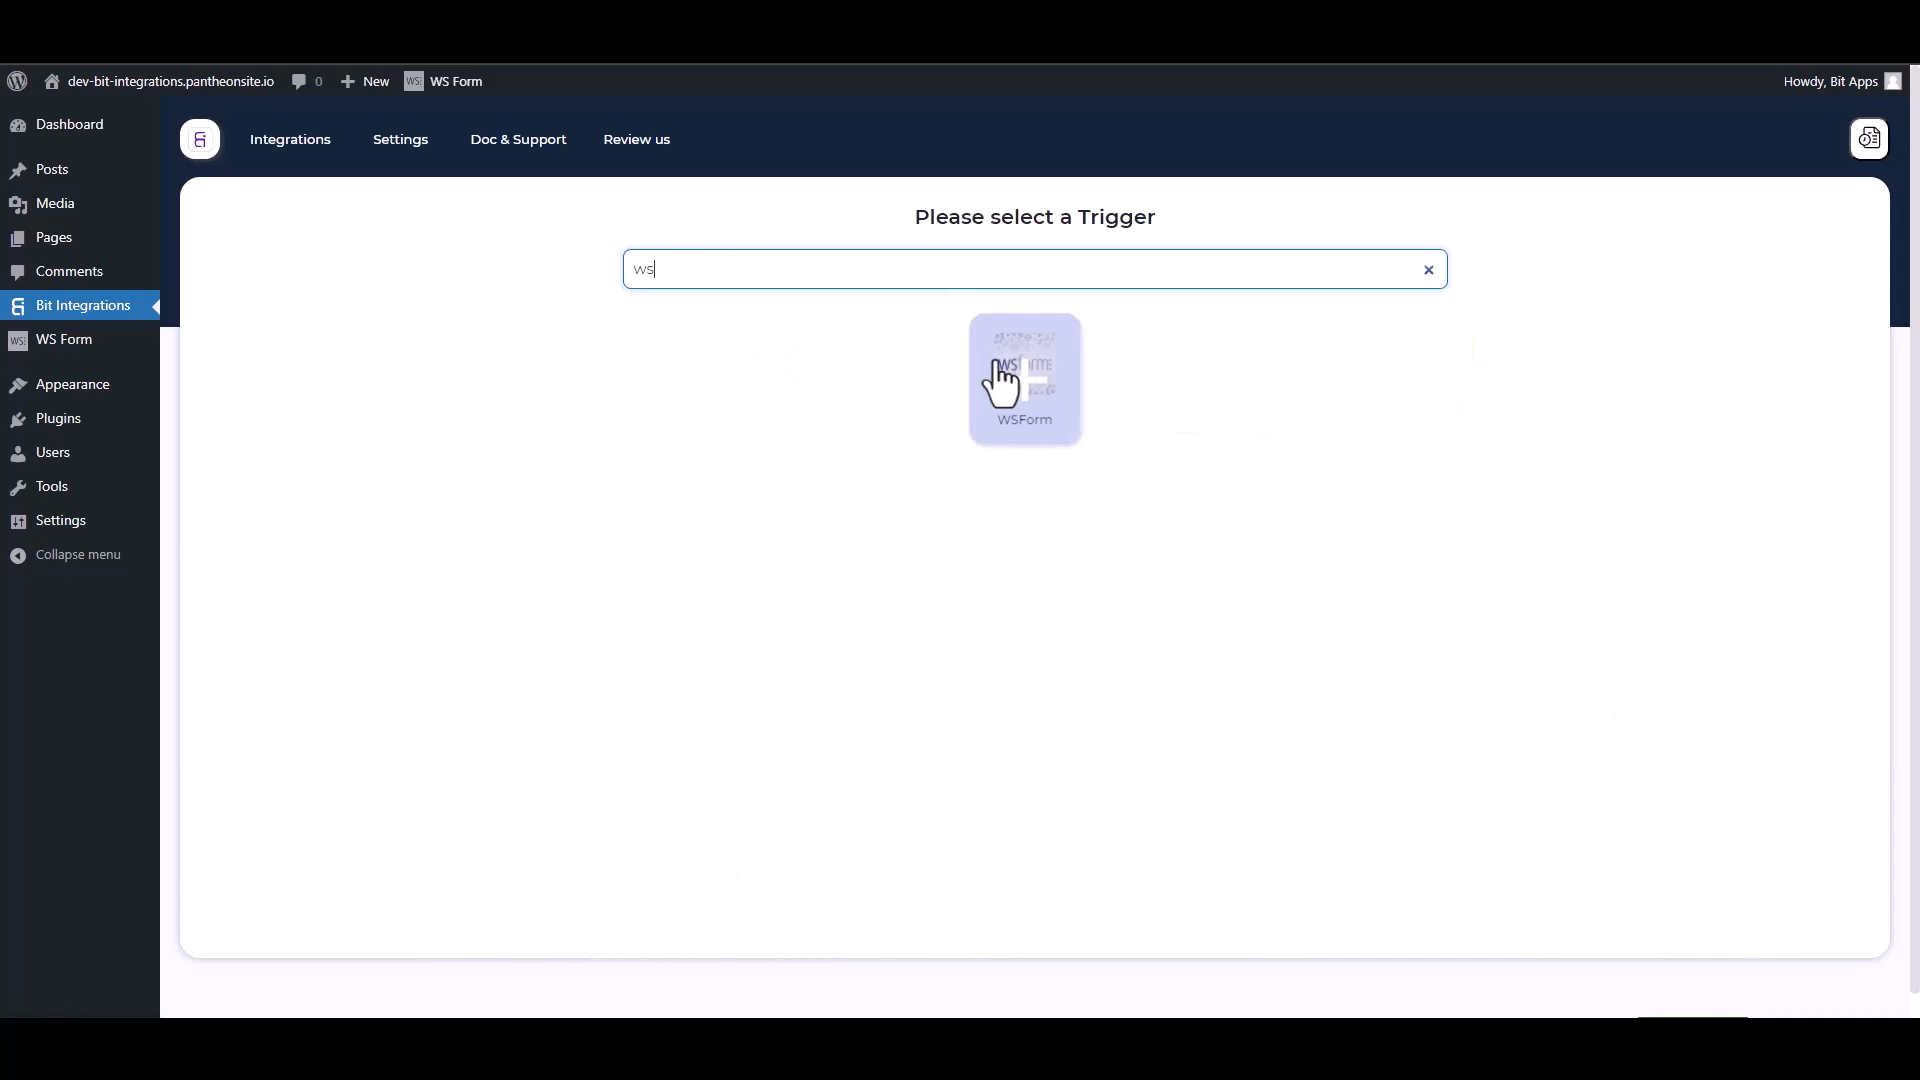 dev-bit-integrations.pantheonsite.io
0
New
WS Form
Howdy, Bit Apps
Dashboard
Posts
Media
Pages
Comments
Bit Integrations
WS Form
Appearance
Plugins
Users
Tools
Settings
Collapse menu
Integrations
Settings
Doc & Support
Review us
Please select a Trigger
ws
WSForm